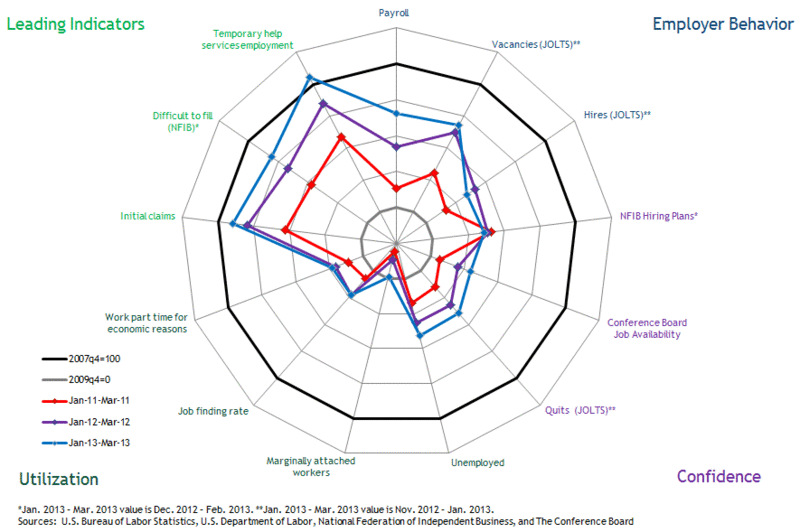 Leading Indicators
Employer Behavior
Payroll
Temporary help
services employment
Vacancies (JOLTS)**
Difficult to fill
(NFIB)*
Hires (JOLTS)**
Initial claims
NFIB Hiring Plans*
Work part time for
economic reasons
Conference Board
Job Availability
Job finding rate
Quits (JOLTS)**
Marginally attached
workers
Unemployed
2007q4=100
2009q4=0
Jan-11-Mar-11
Jan-12-Mar-12
Jan-13-Mar-13
Utilization
Confidence
*Jan. 2013 - Mar. 2013 value is Dec. 2012 - Feb. 2013. **Jan. 2013 - Mar. 2013 value is Nov. 2012 - Jan. 2013.
Sources: U.S. Bureau of Labor Statistics, U.S. Department of Labor, National Federation of Independent Business, and The Conference Board